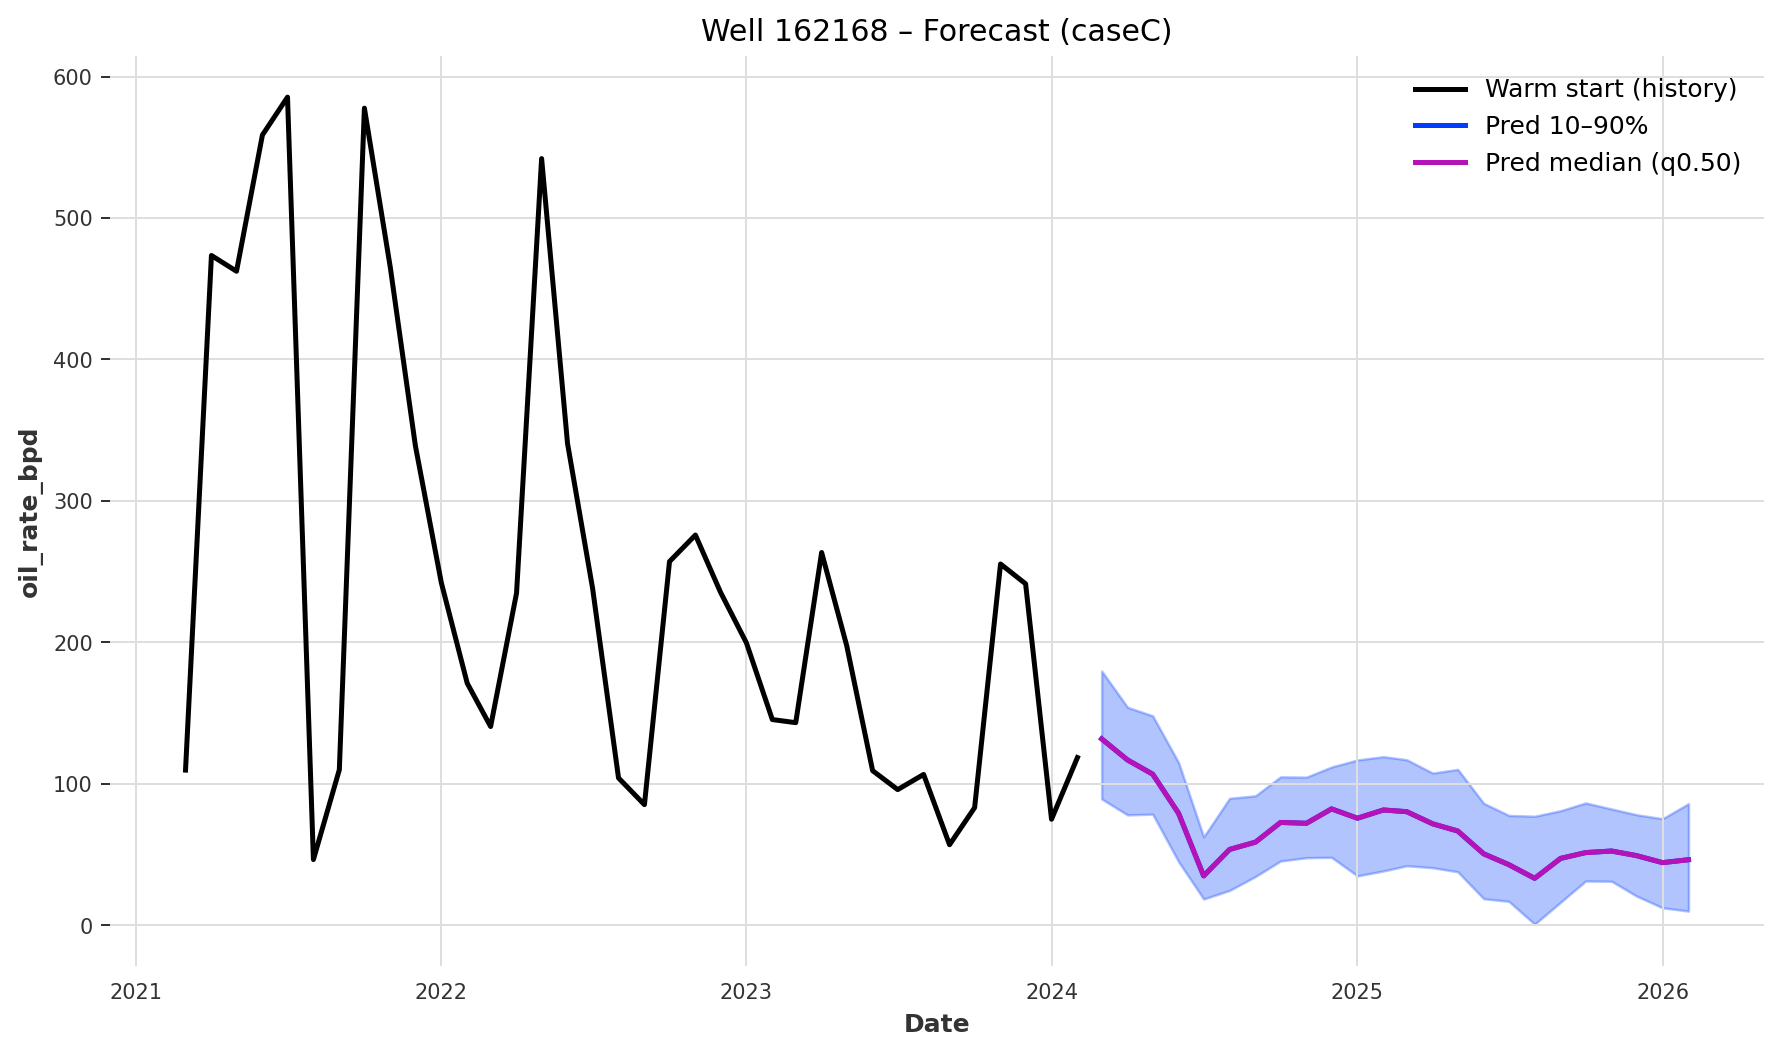 Well 162168 – Forecast (caseC)
Warm start (history)
Pred 10–90%
Pred median (q0.50)
600
500
400
300
200
100
0
oil_rate_bpd
2021
2022
2023
2024
2025
2026
Date